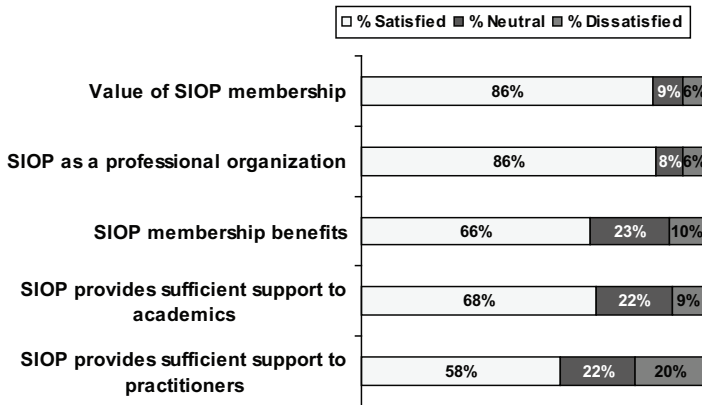 % Satisfied % Neutral % Dissatisfied
Value of SIOP membership 86% 9% 6%
SIOP as a professional organization 86% 8% 6%
SIOP membership benefits 66% 23% 10%
SIOP provides sufficient support to
academics 68% 22% 9%
SIOP provides sufficient support to
practitioners 58% 22% 20%